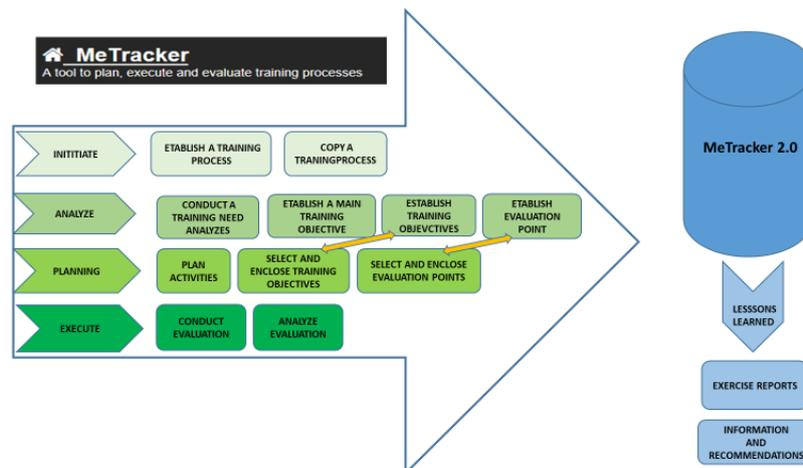 MeTracker
A tool to plan, execute and evaluate training processes
INITITIATE
ETABLISH A TRAINING
PROCESS
COPY A
TRANINGPROCESS
ANALYZE
CONDUCT A
TRAINING NEED
ANALYZES
ETABLISH A MAIN
TRAINING
OBJECTIVE
ESTABLISH
TRAINING
OBJEVCTIVES
ETABLISH
EVALUATION
POINT
PLANNING
PLAN
ACTIVITIES
SELECT AND
ENCLOSE TRAINING
OBJECTIVES
SELECT AND ENCLOSE
EVALUATION POINTS
EXECUTE
CONDUCT
EVALUATION
ANALYZE
EVALUATION
MeTracker 2.0
LESSSONS
LEARNED
EXERCISE REPORTS
INFORMATION
AND
RECOMMENDATIONS